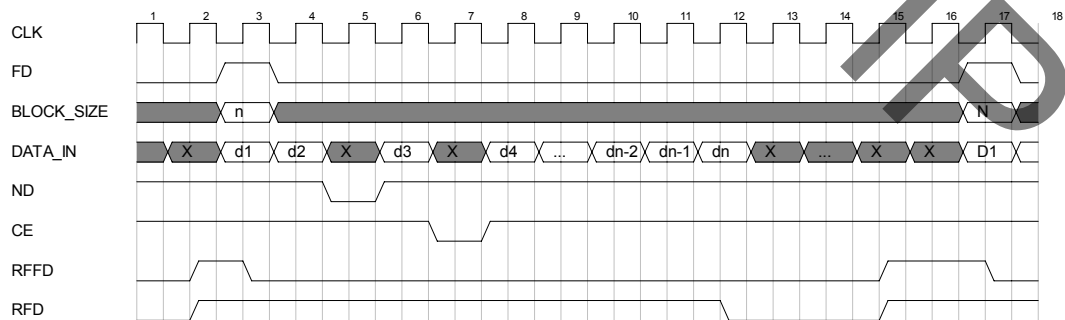 1 2 3 4 5 6 7 8 9 10 11 12 13 14 15 16 17 18
CLK
FD
BLOCK_SIZE n N
DATA_IN X d1 d2 X d3 X d4 ... dn-2 dn-1 dn X ... X X D1
ND
CE
RFFD
RFD